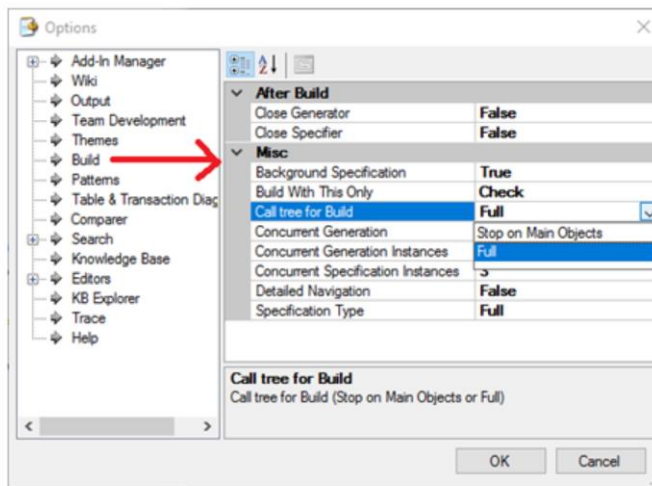 Options
Add-In Manager
Wiki
Output
Team Development
Themes
Build
Patterns
Table & Transaction Diag
Comparer
Search
Knowledge Base
Editors
KB Explorer
Trace
Help
After Build
Close Generator False
Close Specifier False
Misc
Background Specification True
Build With This Only Check
Call tree for Build Full
Concurrent Generation Stop on Main Objects
Concurrent Generation Instances Full
Concurrent Specification Instances
Detailed Navigation False
Specification Type Full
Call tree for Build
Call tree for Build (Stop on Main Objects or Full)
OK Cancel